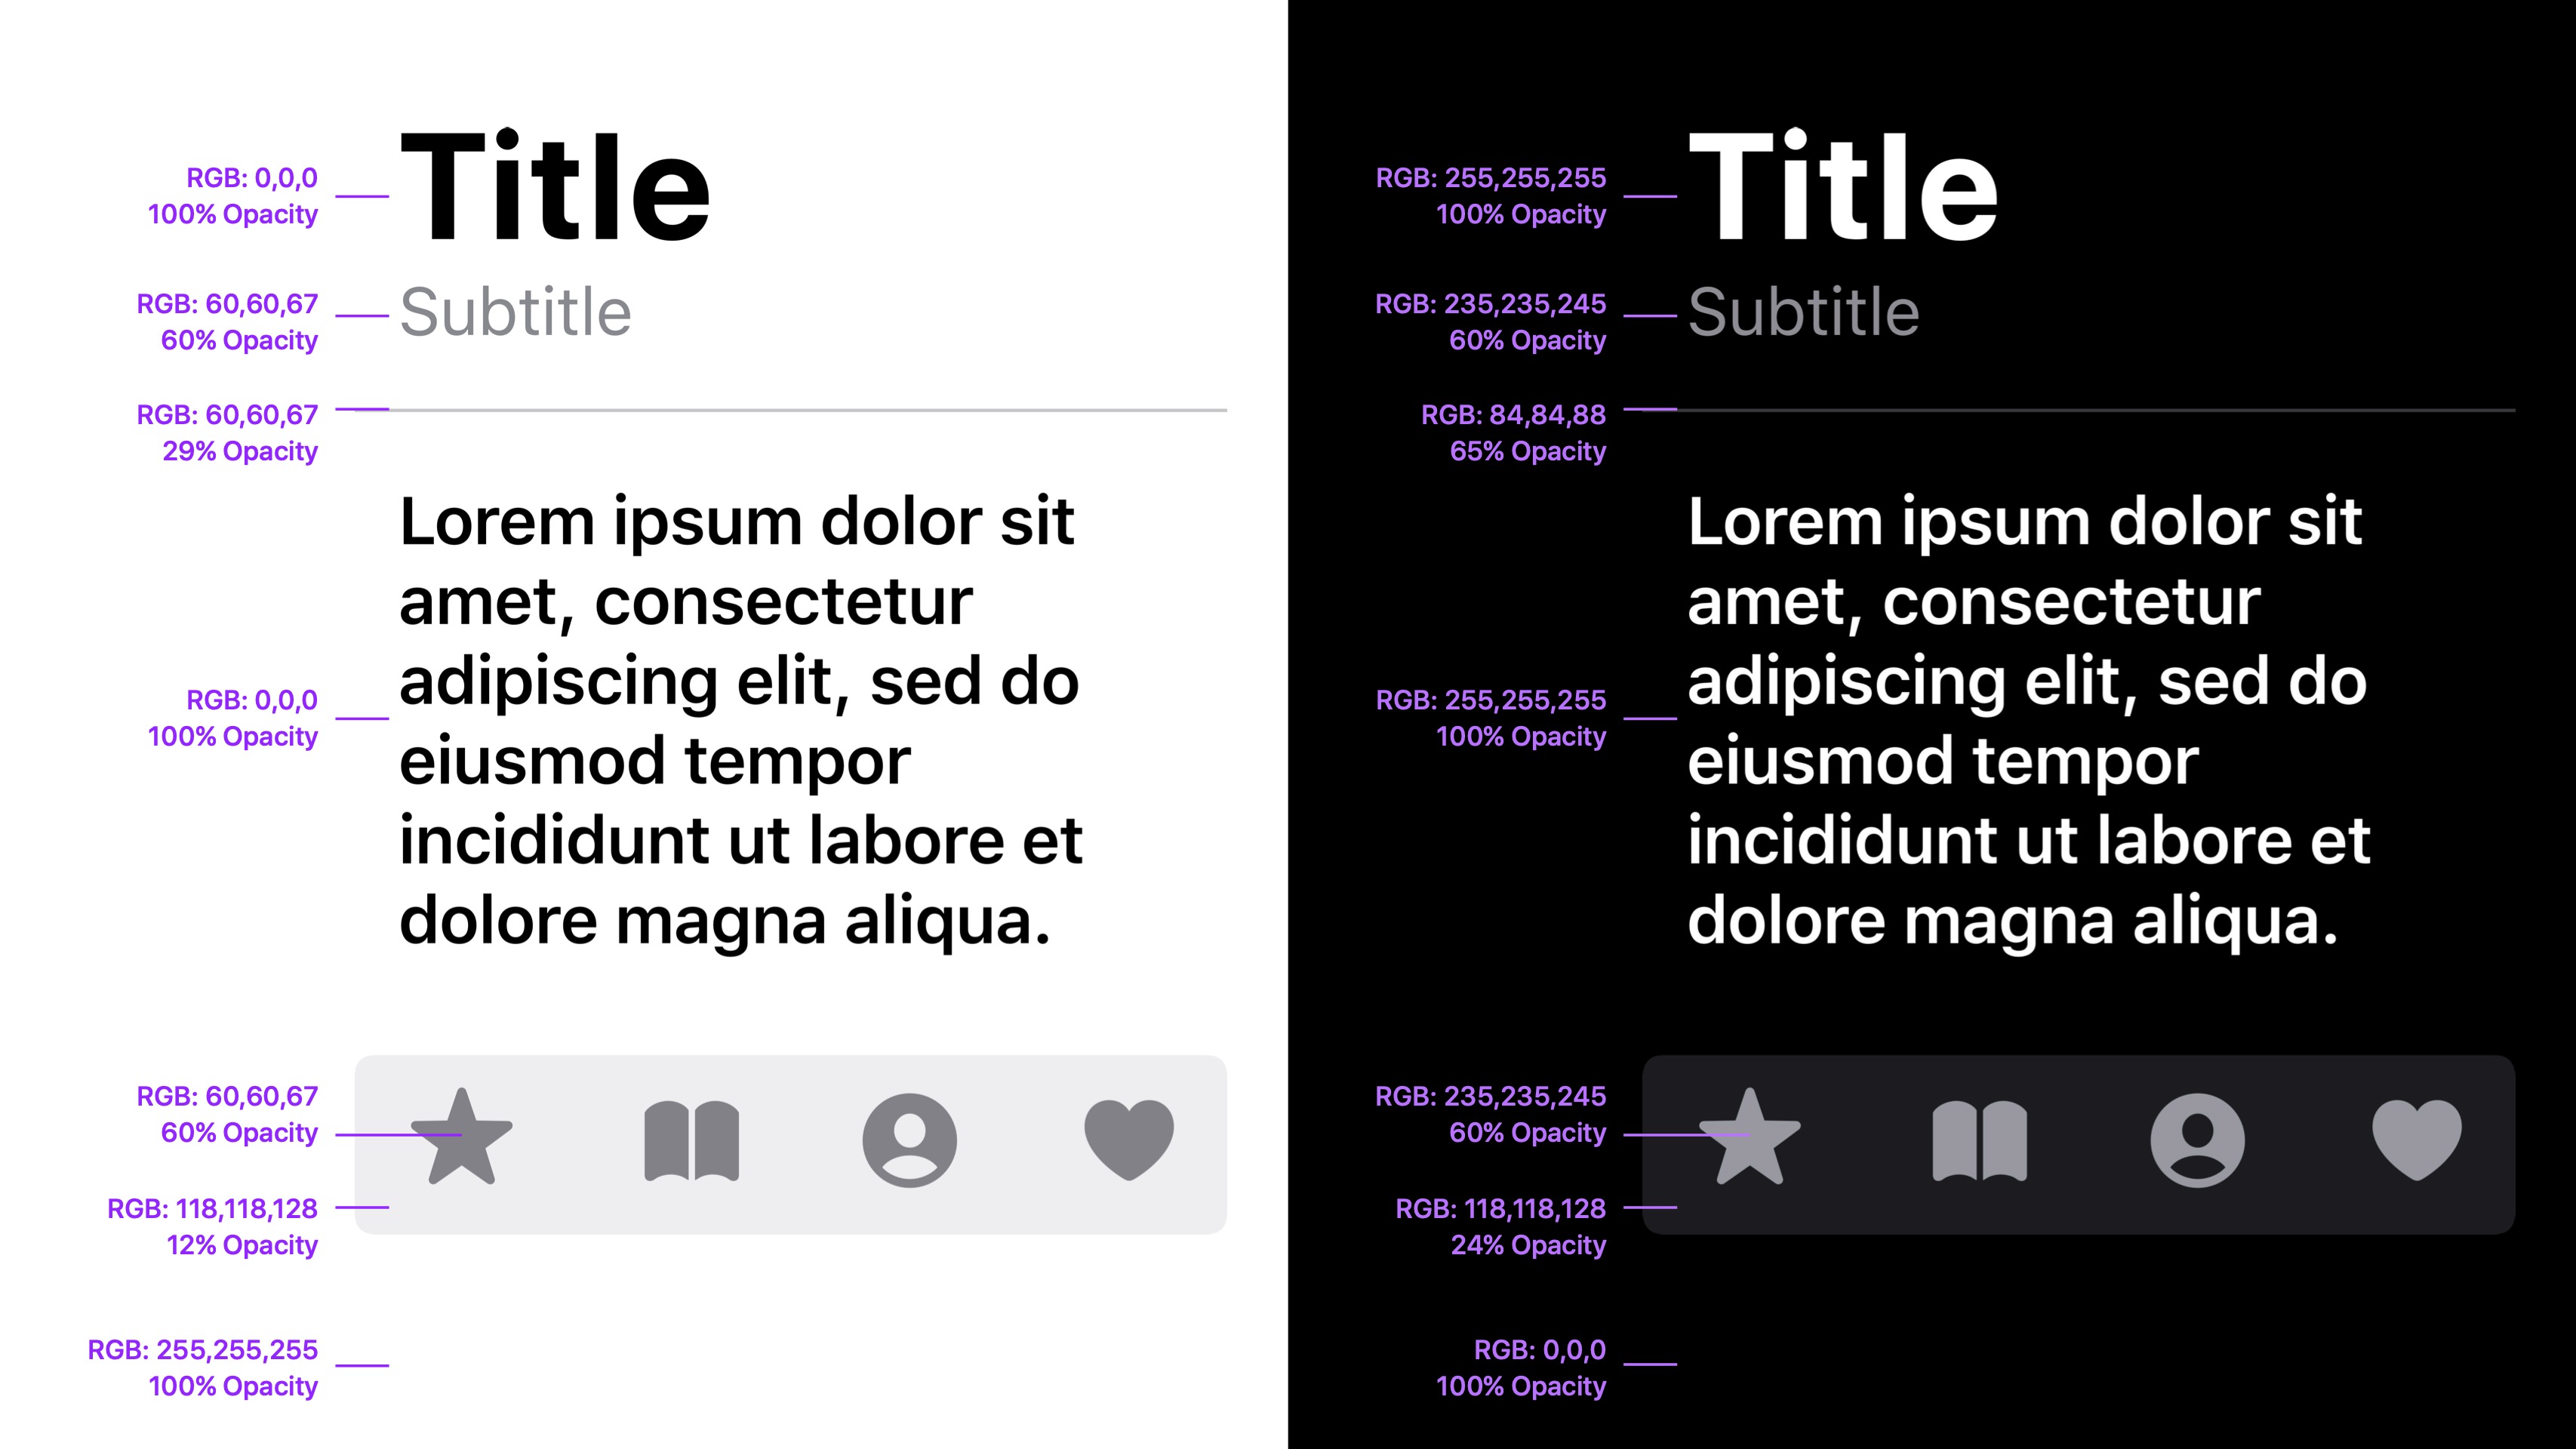 RGB: 0,0,0
100% Opacity
Title
RGB: 60,60,67
60% Opacity
Subtitle
RGB: 60,60,67
29% Opacity
RGB: 0,0,0
100% Opacity
Lorem ipsum dolor sit
amet, consectetur
adipiscing elit, sed do
eiusmod tempor
incididunt ut labore et
dolore magna aliqua.
RGB: 60,60,67
60% Opacity
RGB: 118,118,128
12% Opacity
RGB: 255,255,255
100% Opacity
RGB: 255,255,255
100% Opacity
Title
RGB: 235,235,245
60% Opacity
Subtitle
RGB: 84,84,88
65% Opacity
RGB: 255,255,255
100% Opacity
Lorem ipsum dolor sit
amet, consectetur
adipiscing elit, sed do
eiusmod tempor
incididunt ut labore et
dolore magna aliqua.
RGB: 235,235,245
60% Opacity
RGB: 118,118,128
24% Opacity
RGB: 0,0,0
100% Opacity